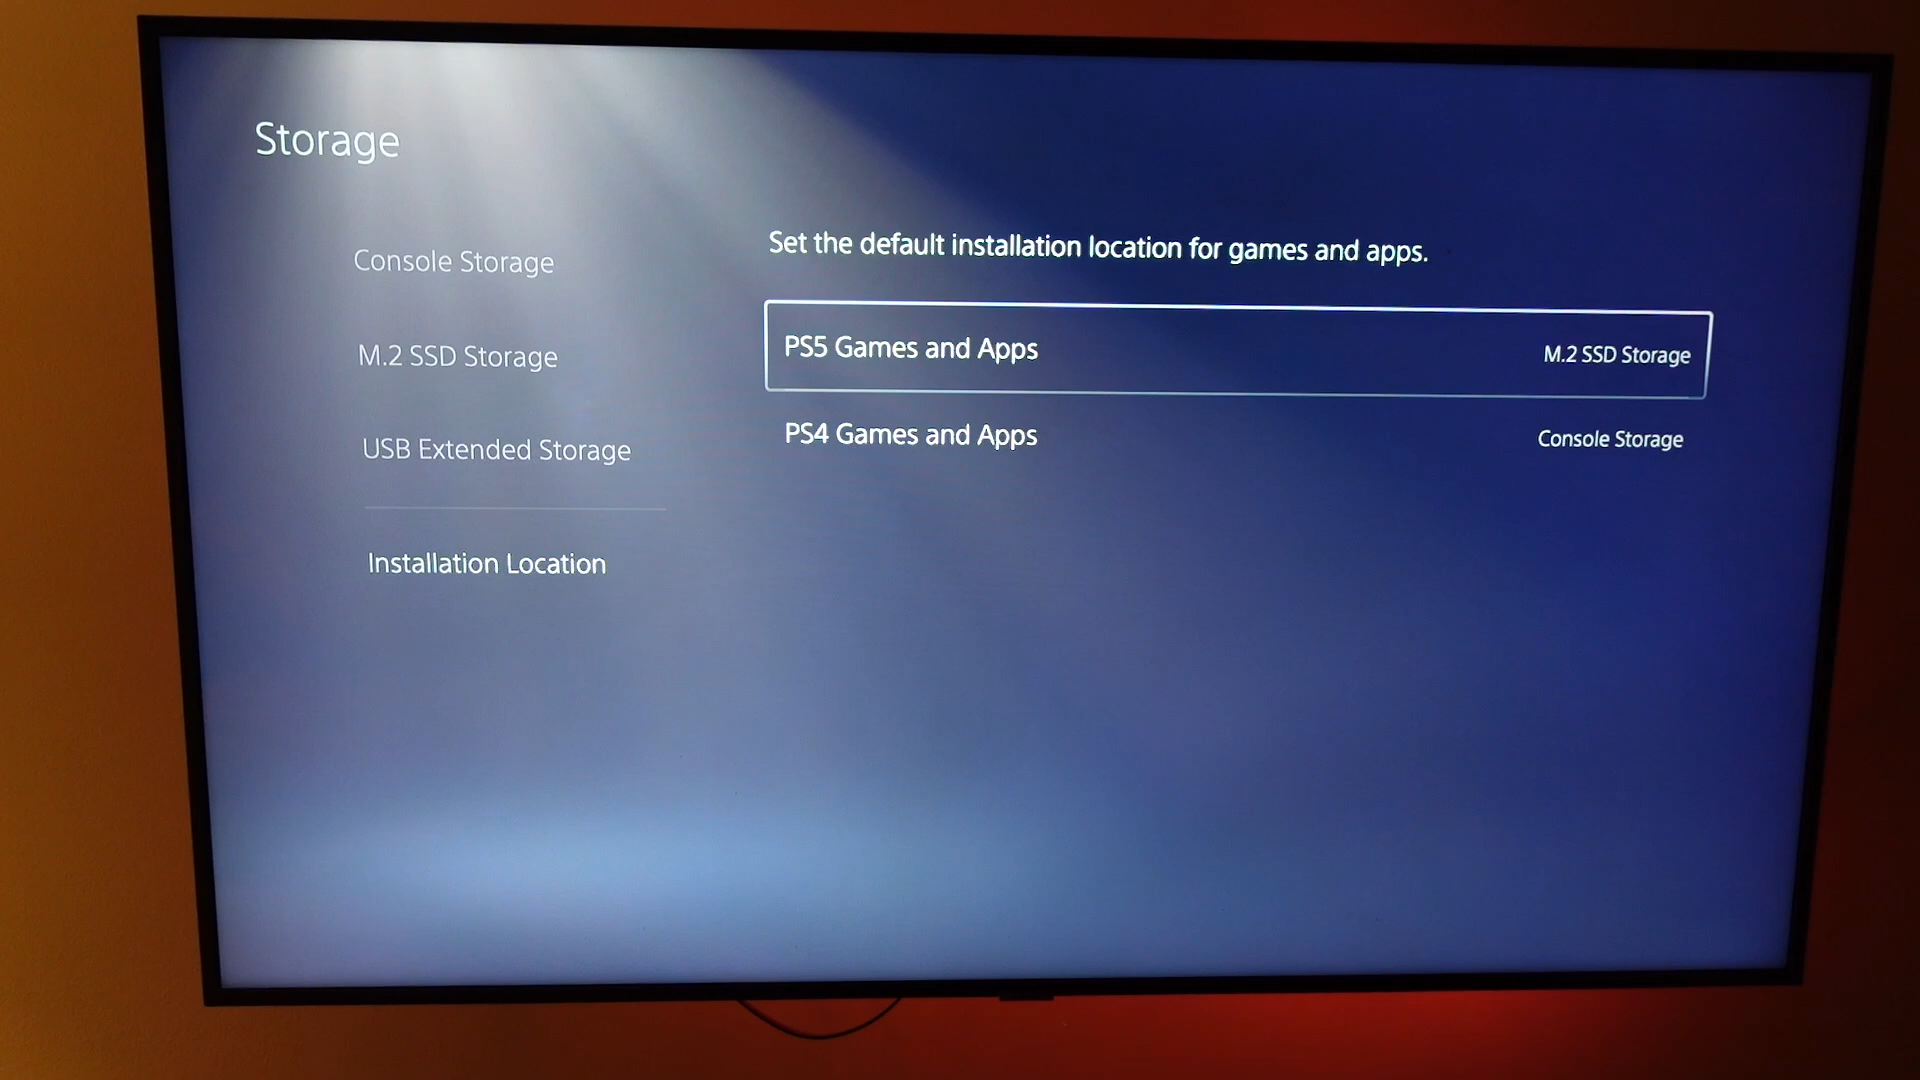 Storage
Console Storage
M.2 SSD Storage
USB Extended Storage
Installation Location
Set the default installation location for games and apps.
PS5 Games and Apps M.2 SSD Storage
PS4 Games and Apps Console Storage